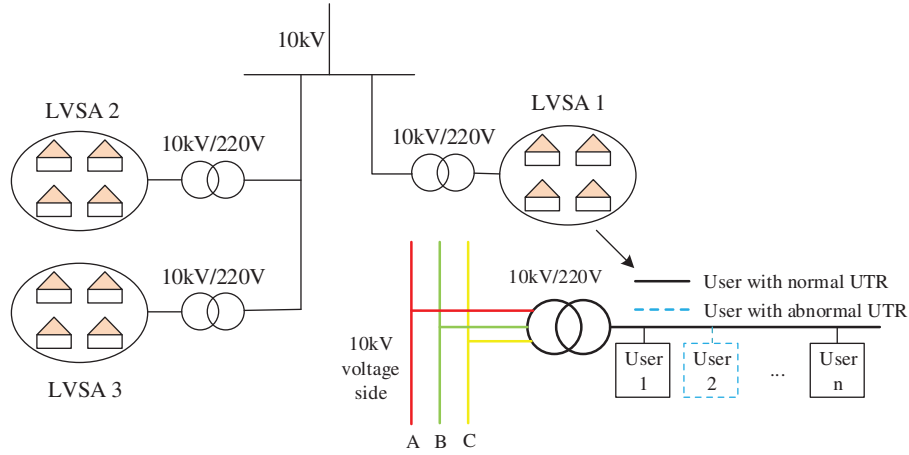 10kV
LVSA 2
LVSA 1
10kV/220V
10kV/220V
10kV/220V
LVSA 3
10kV/220V
User with normal UTR
User with abnormal UTR
10kV
voltage
side
User
1
User
2
...
User
n
A
B
C